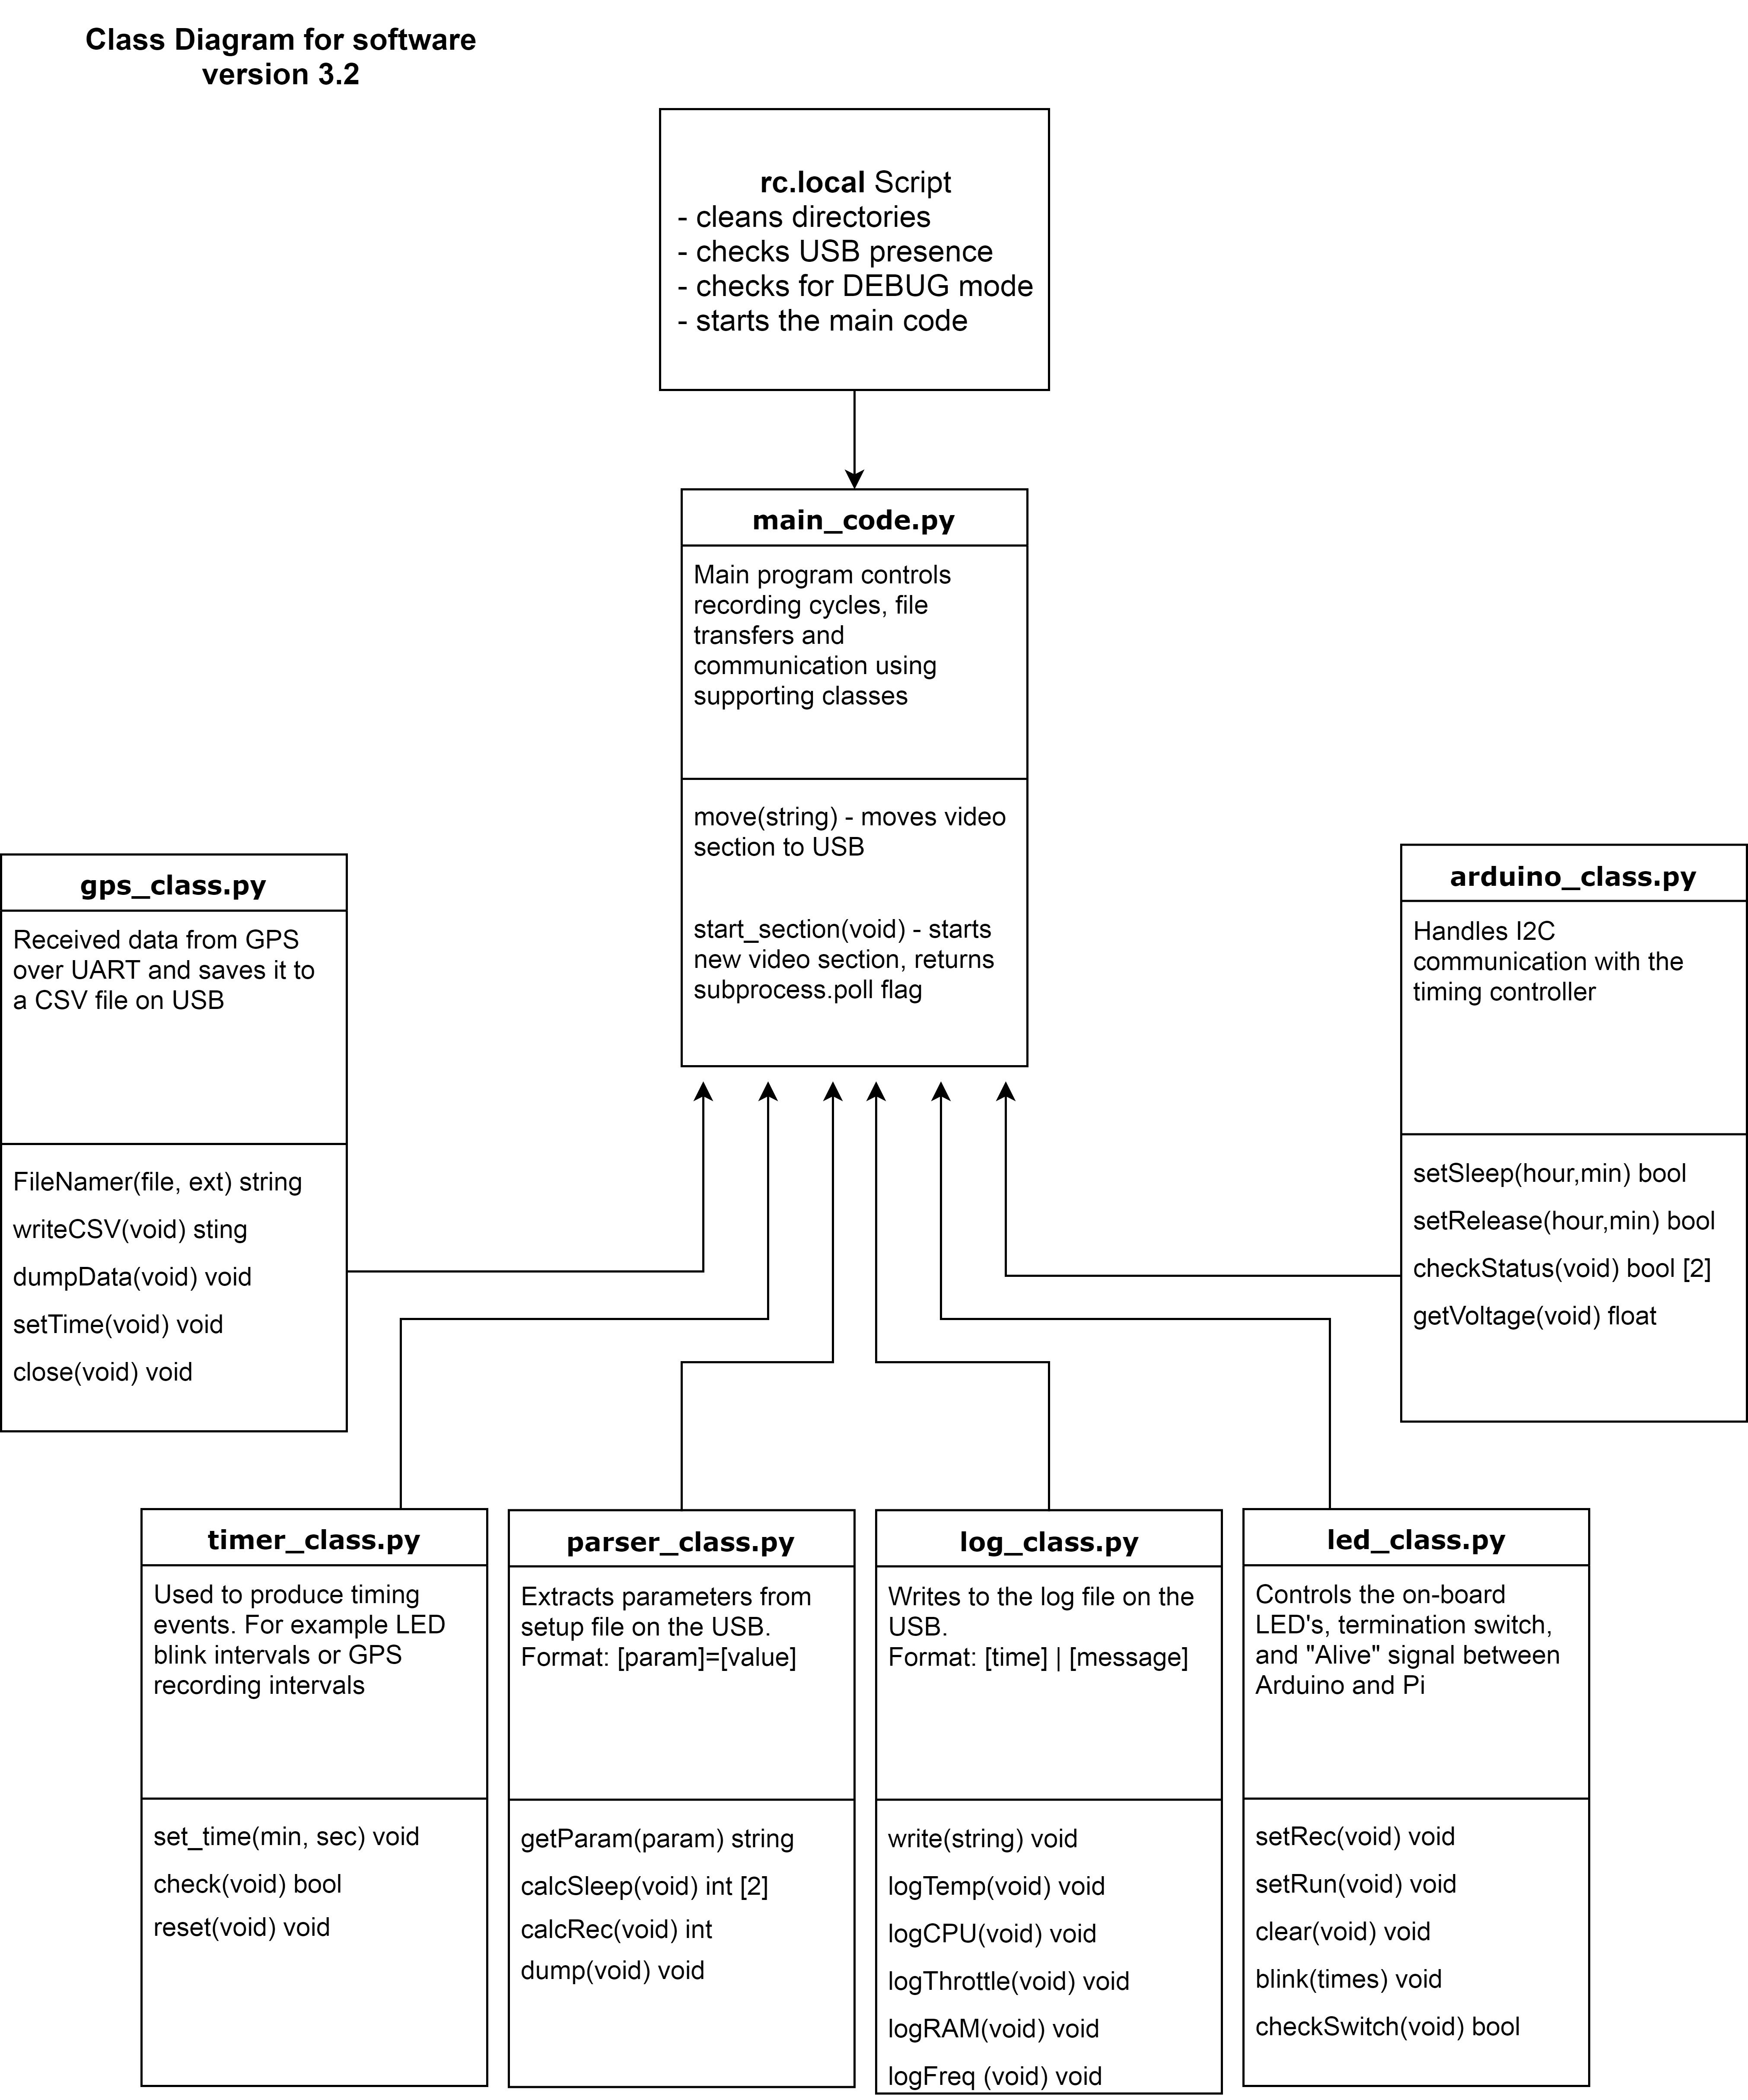 Class Diagram for software
version 3.2
rc.local Script
- cleans directories
- checks USB presence
- checks for DEBUG mode
- starts the main code
main_code.py
Main program controls
recording cycles, file
transfers and
communication using
supporting classes
move(string) - moves video
section to USB
start_section(void) - starts
new video section, returns
subprocess.poll flag
gps_class.py
Received data from GPS
over UART and saves it to
a CSV file on USB
FileNamer(file, ext) string
writeCSV(void) sting
dumpData(void) void
setTime(void) void
close(void) void
arduino_class.py
Handles I2C
communication with the
timing controller
setSleep(hour,min) bool
setRelease(hour,min) bool
checkStatus(void) bool [2]
getVoltage(void) float
timer_class.py
Used to produce timing
events. For example LED
blink intervals or GPS
recording intervals
set_time(min, sec) void
check(void) bool
reset(void) void
parser_class.py
Extracts parameters from
setup file on the USB.
Format: [param]=[value]
getParam(param) string
calcSleep(void) int [2]
calcRec(void) int
dump(void) void
log_class.py
Writes to the log file on the
USB.
Format: [time] | [message]
write(string) void
logTemp(void) void
logCPU(void) void
logThrottle(void) void
logRAM(void) void
logFreq (void) void
led_class.py
Controls the on-board
LED's, termination switch,
and "Alive" signal between
Arduino and Pi
setRec(void) void
setRun(void) void
clear(void) void
blink(times) void
checkSwitch(void) bool